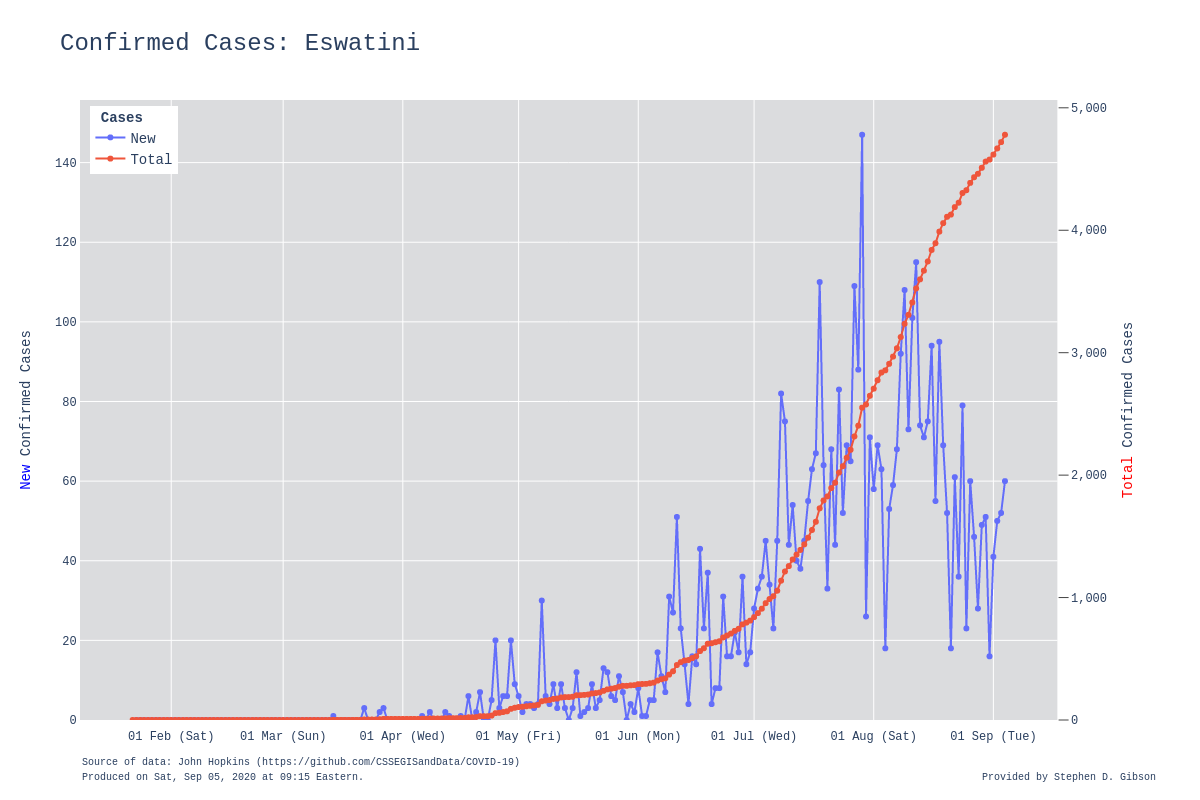 Confirmed Cases: Eswatini
Cases
New
Total
140
120
100
80
60
40
20
0
5,000
4,000
3,000
2,000
1,000
0
New Confirmed Cases
Total Confirmed Cases
01 Feb (Sat)
01 Mar (Sun)
01 Apr (Wed)
01 May (Fri)
01 Jun (Mon)
01 Jul (Wed)
01 Aug (Sat)
01 Sep (Tue)
Source of data: John Hopkins (https://github.com/CSSEGISandData/COVID-19)
Produced on Sat, Sep 05, 2020 at 09:15 Eastern.
Provided by Stephen D. Gibson